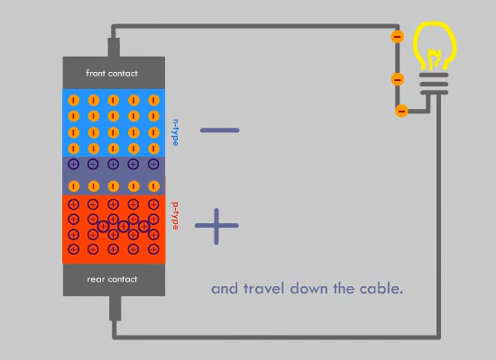 front contact
n-type
p-type
rear contact
and travel down the cable.